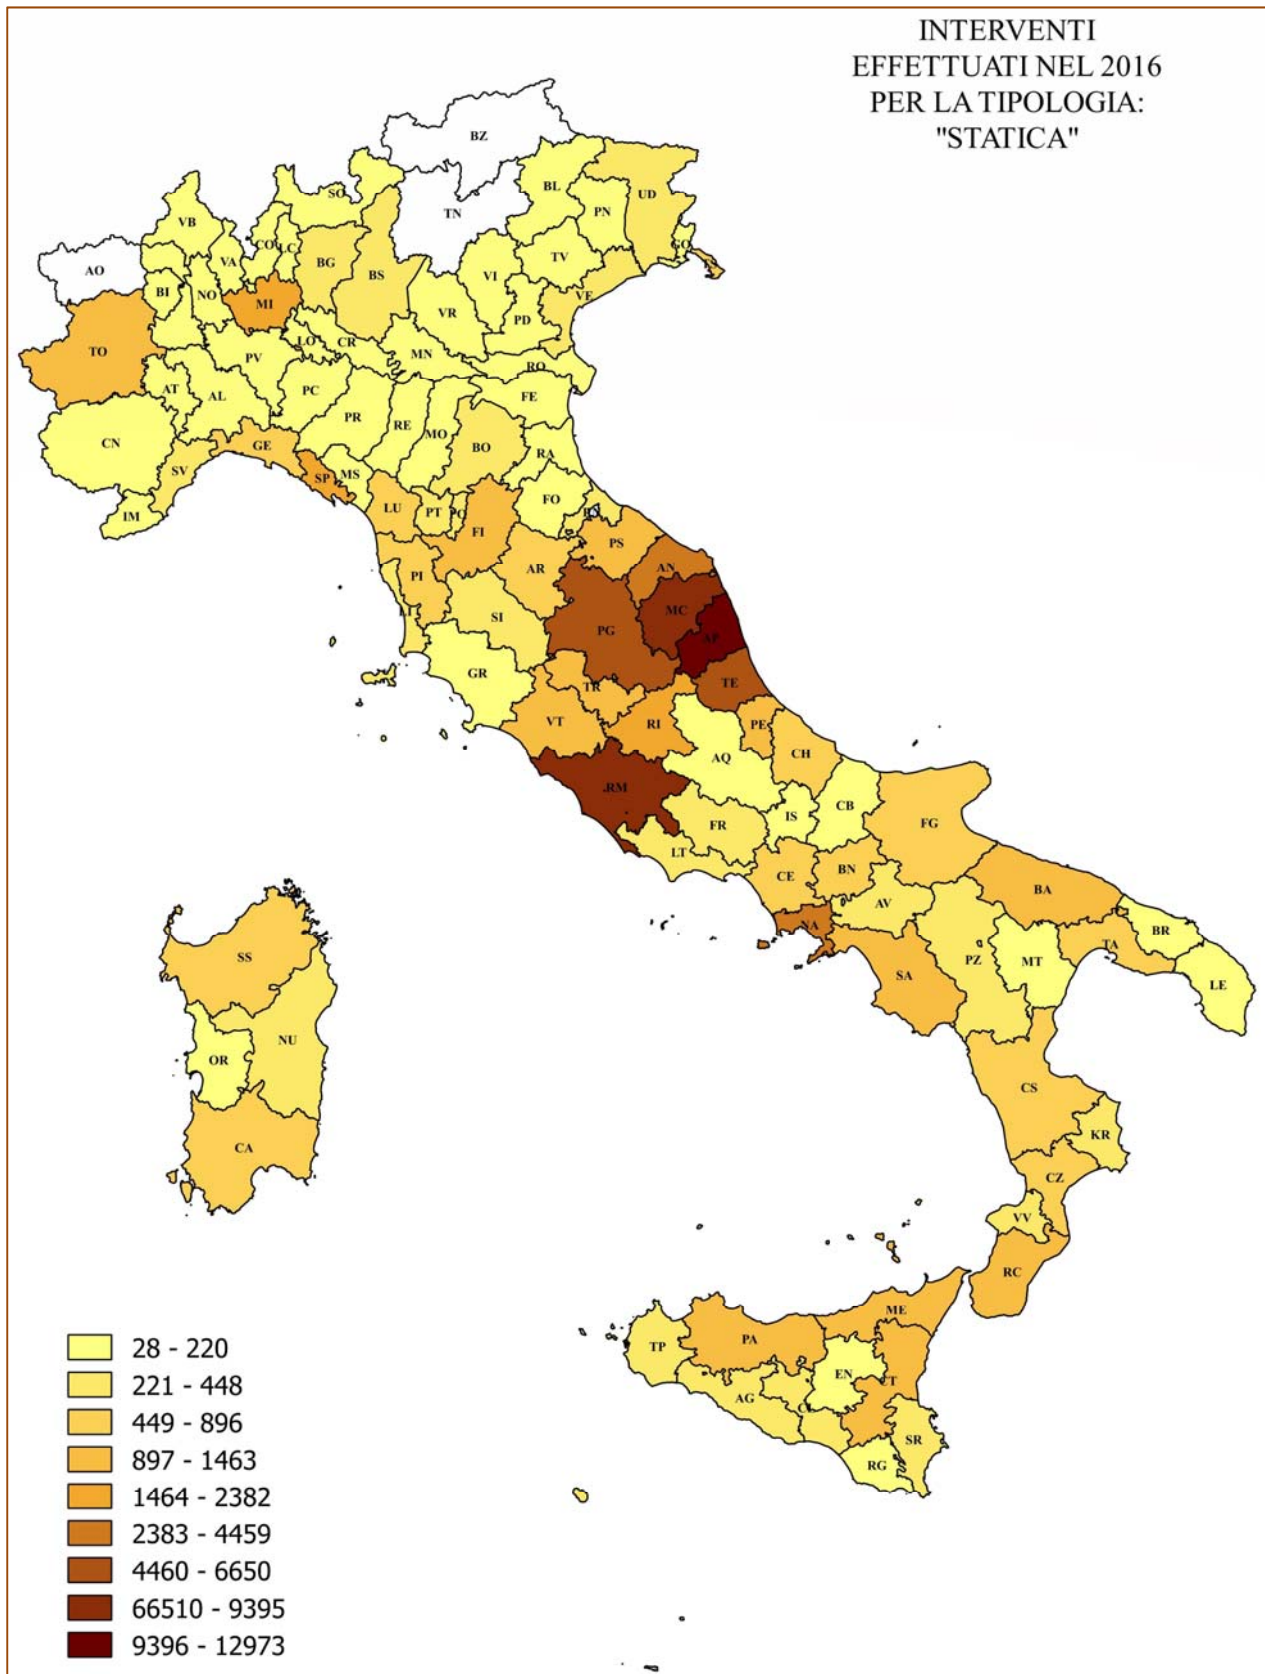 INTERVENTI
EFFETTUATI NEL 2016
PER LA TIPOLOGIA:
"STATICA"
BZ
BL
UD
SO
TN
PN
VB
CO
LC
GO
VA
BG
TV
AO
BS
VI
BI
NO
MI
VE
VR
PD
TO
LO
CR
MN
PV
RO
AT
AL
PC
FE
PR
RE
MO
CN
GE
BO
RA
SV
SP
MS
FO
IM
LU
PT
PO
FI
PS
AR
AN
PI
LI
SI
MC
PG
AP
GR
TR
TE
VT
RI
PE
AQ
CH
RM
CB
IS
FR
FG
LT
CE
BN
BA
AV
NA
BR
TA
SS
PZ
MT
SA
LE
NU
OR
CS
KR
CA
CZ
VV
RC
ME
TP
PA
EN
CT
AG
SR
RG
28 - 220
221 - 448
449 - 896
897 - 1463
1464 - 2382
2383 - 4459
4460 - 6650
66510 - 9395
9396 - 12973